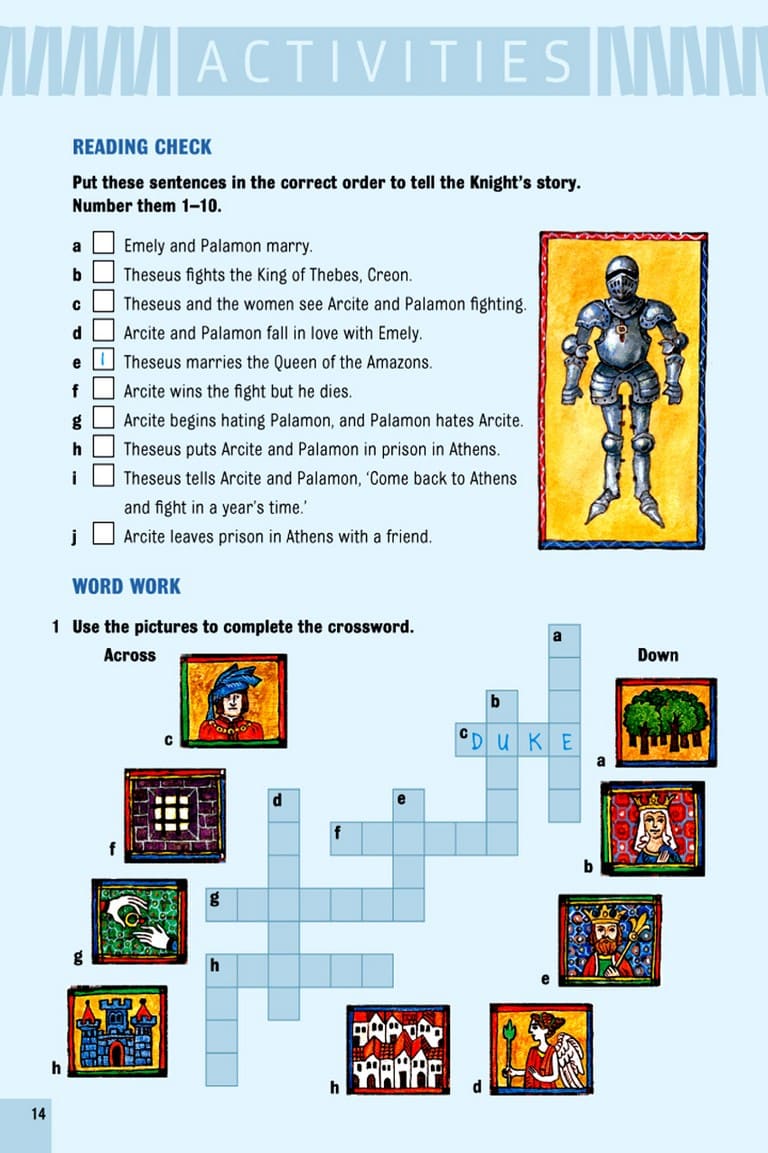 ACTIVITIES
READING CHECK
Put these sentences in the correct order to tell the Knight's story.
Number them 1–10.
a Emely and Palamon marry.
b Theseus fights the King of Thebes, Creon.
c Theseus and the women see Arcite and Palamon fighting.
d Arcite and Palamon fall in love with Emely.
e 1 Theseus marries the Queen of the Amazons.
f Arcite wins the fight but he dies.
g Arcite begins hating Palamon, and Palamon hates Arcite.
h Theseus puts Arcite and Palamon in prison in Athens.
i Theseus tells Arcite and Palamon, 'Come back to Athens
and fight in a year's time.'
j Arcite leaves prison in Athens with a friend.
WORD WORK
1 Use the pictures to complete the crossword.
a
Across
Down
b
c
c D U K E
a
d
e
f
f
b
g
g
h
e
h
h
d
14